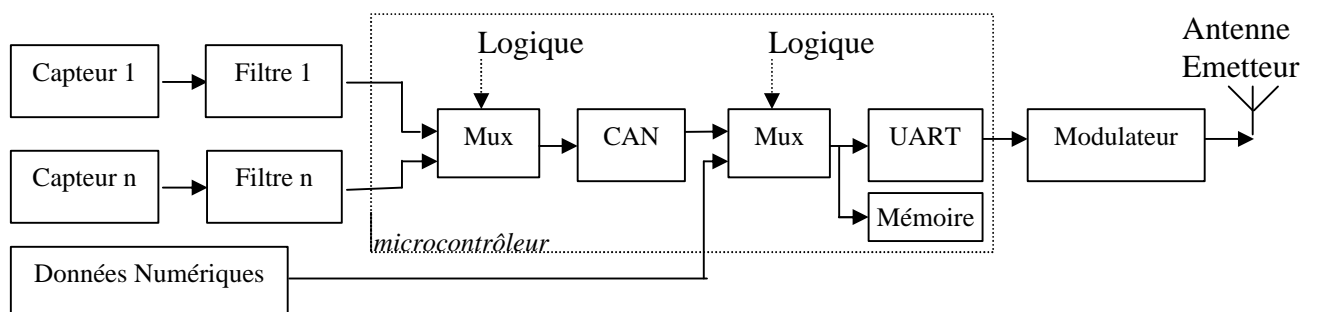 Logique
Logique
Antenne
Emetteur
Capteur 1
Filtre 1
Mux
CAN
Mux
UART
Modulateur
Capteur n
Filtre n
Mémoire
microcontrôleur
Données Numériques